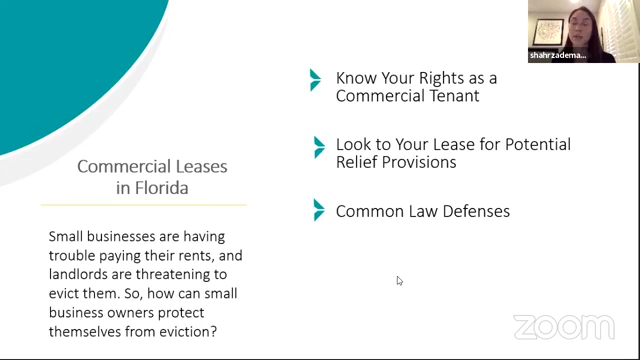 shahrzadema...
Know Your Rights as a
Commercial Tenant
Look to Your Lease for Potential
Relief Provisions
Common Law Defenses
Commercial Leases
in Florida
Small businesses are having
trouble paying their rents, and
landlords are threatening to
evict them. So, how can small
business owners protect
themselves from eviction?
zoom